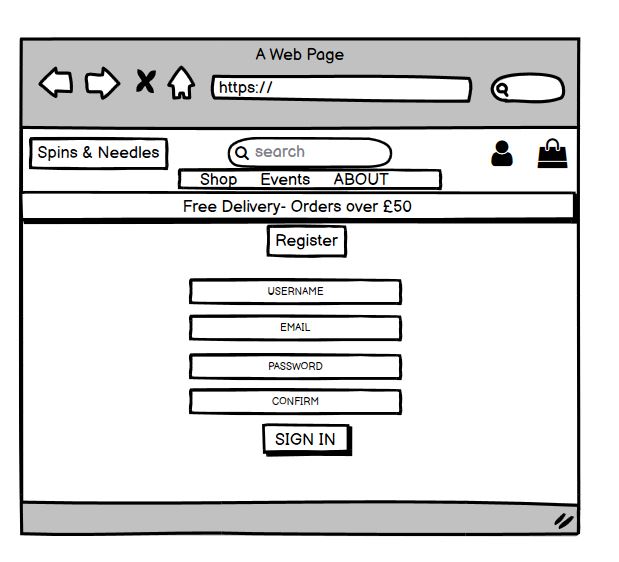 A Web Page
https://
Spins & Needles
search
Shop Events ABOUT
Free Delivery- Orders over £50
Register
USERNAME
EMAIL
PASSWORD
CONFIRM
SIGN IN